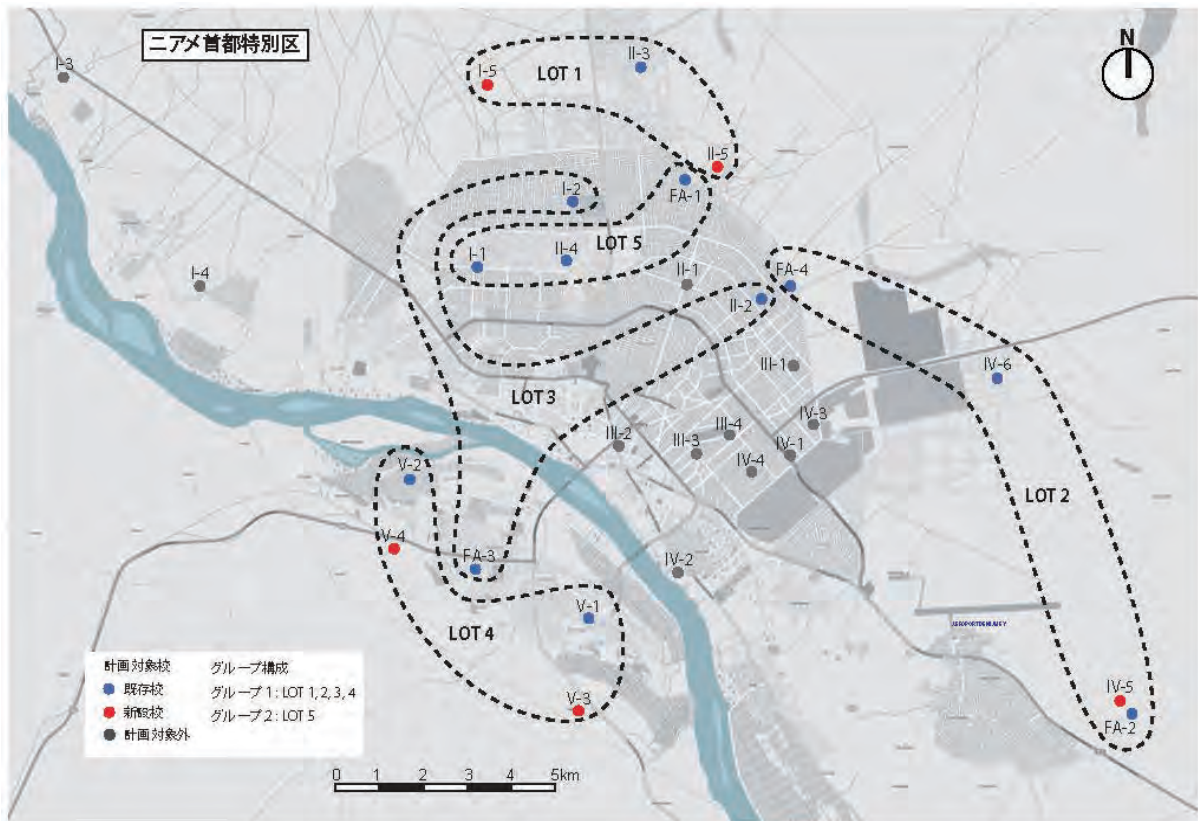 ニアメ首都特別区
N
I-3
I-5
LOT 1
II-3
II-5
FA-1
I-2
LOT 5
I-1
II-4
I-4
II-1
FA-4
II-2
III-1
IV-6
LOT 3
IV-3
III-2
III-4
III-3
IV-1
IV-4
V-2
LOT 2
V-4
FA-3
IV-2
V-1
LOT 4
V-3
IV-5
FA-2
計画対象校 グループ構成
既存校 グループ 1 : LOT 1, 2, 3, 4
新設校 グループ 2 : LOT 5
計画対象外
0 1 2 3 4 5km